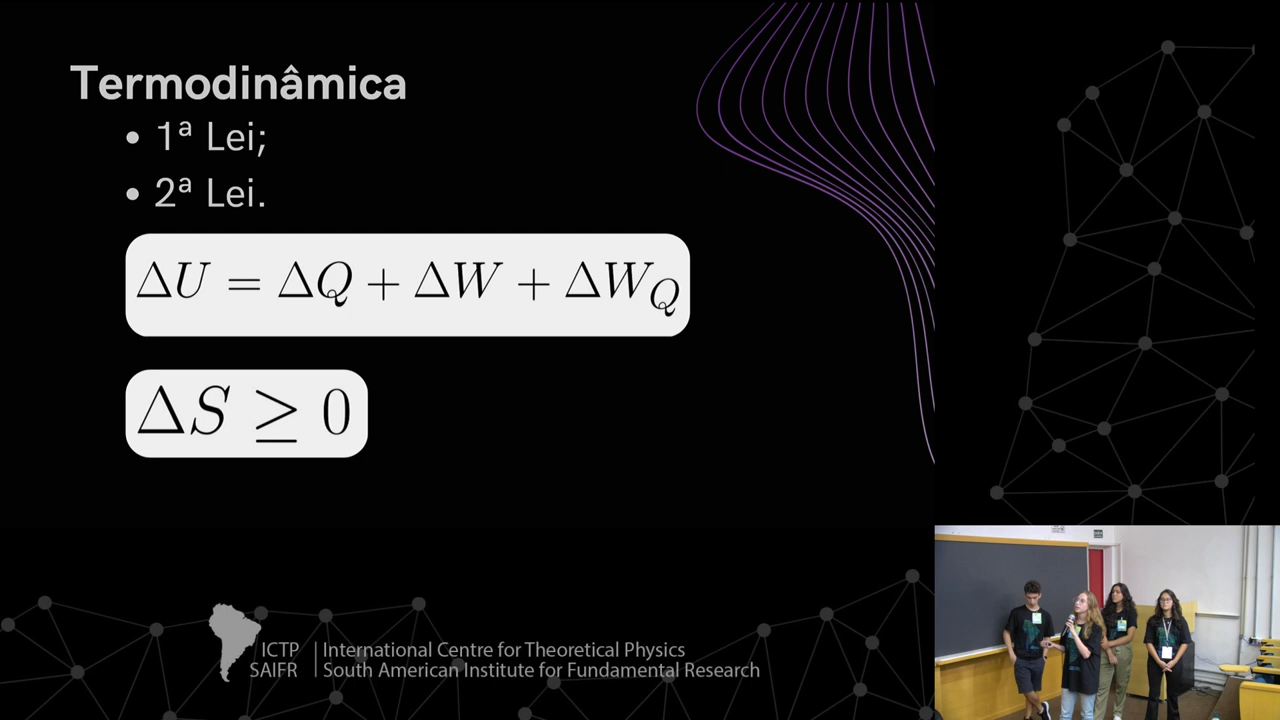 Termodinâmica
• 1ª Lei;
• 2ª Lei.
ΔU = ΔQ + ΔW + ΔW_Q
ΔS ≥ 0
ICTP
SAIFR
International Centre for Theoretical Physics
South American Institute for Fundamental Research